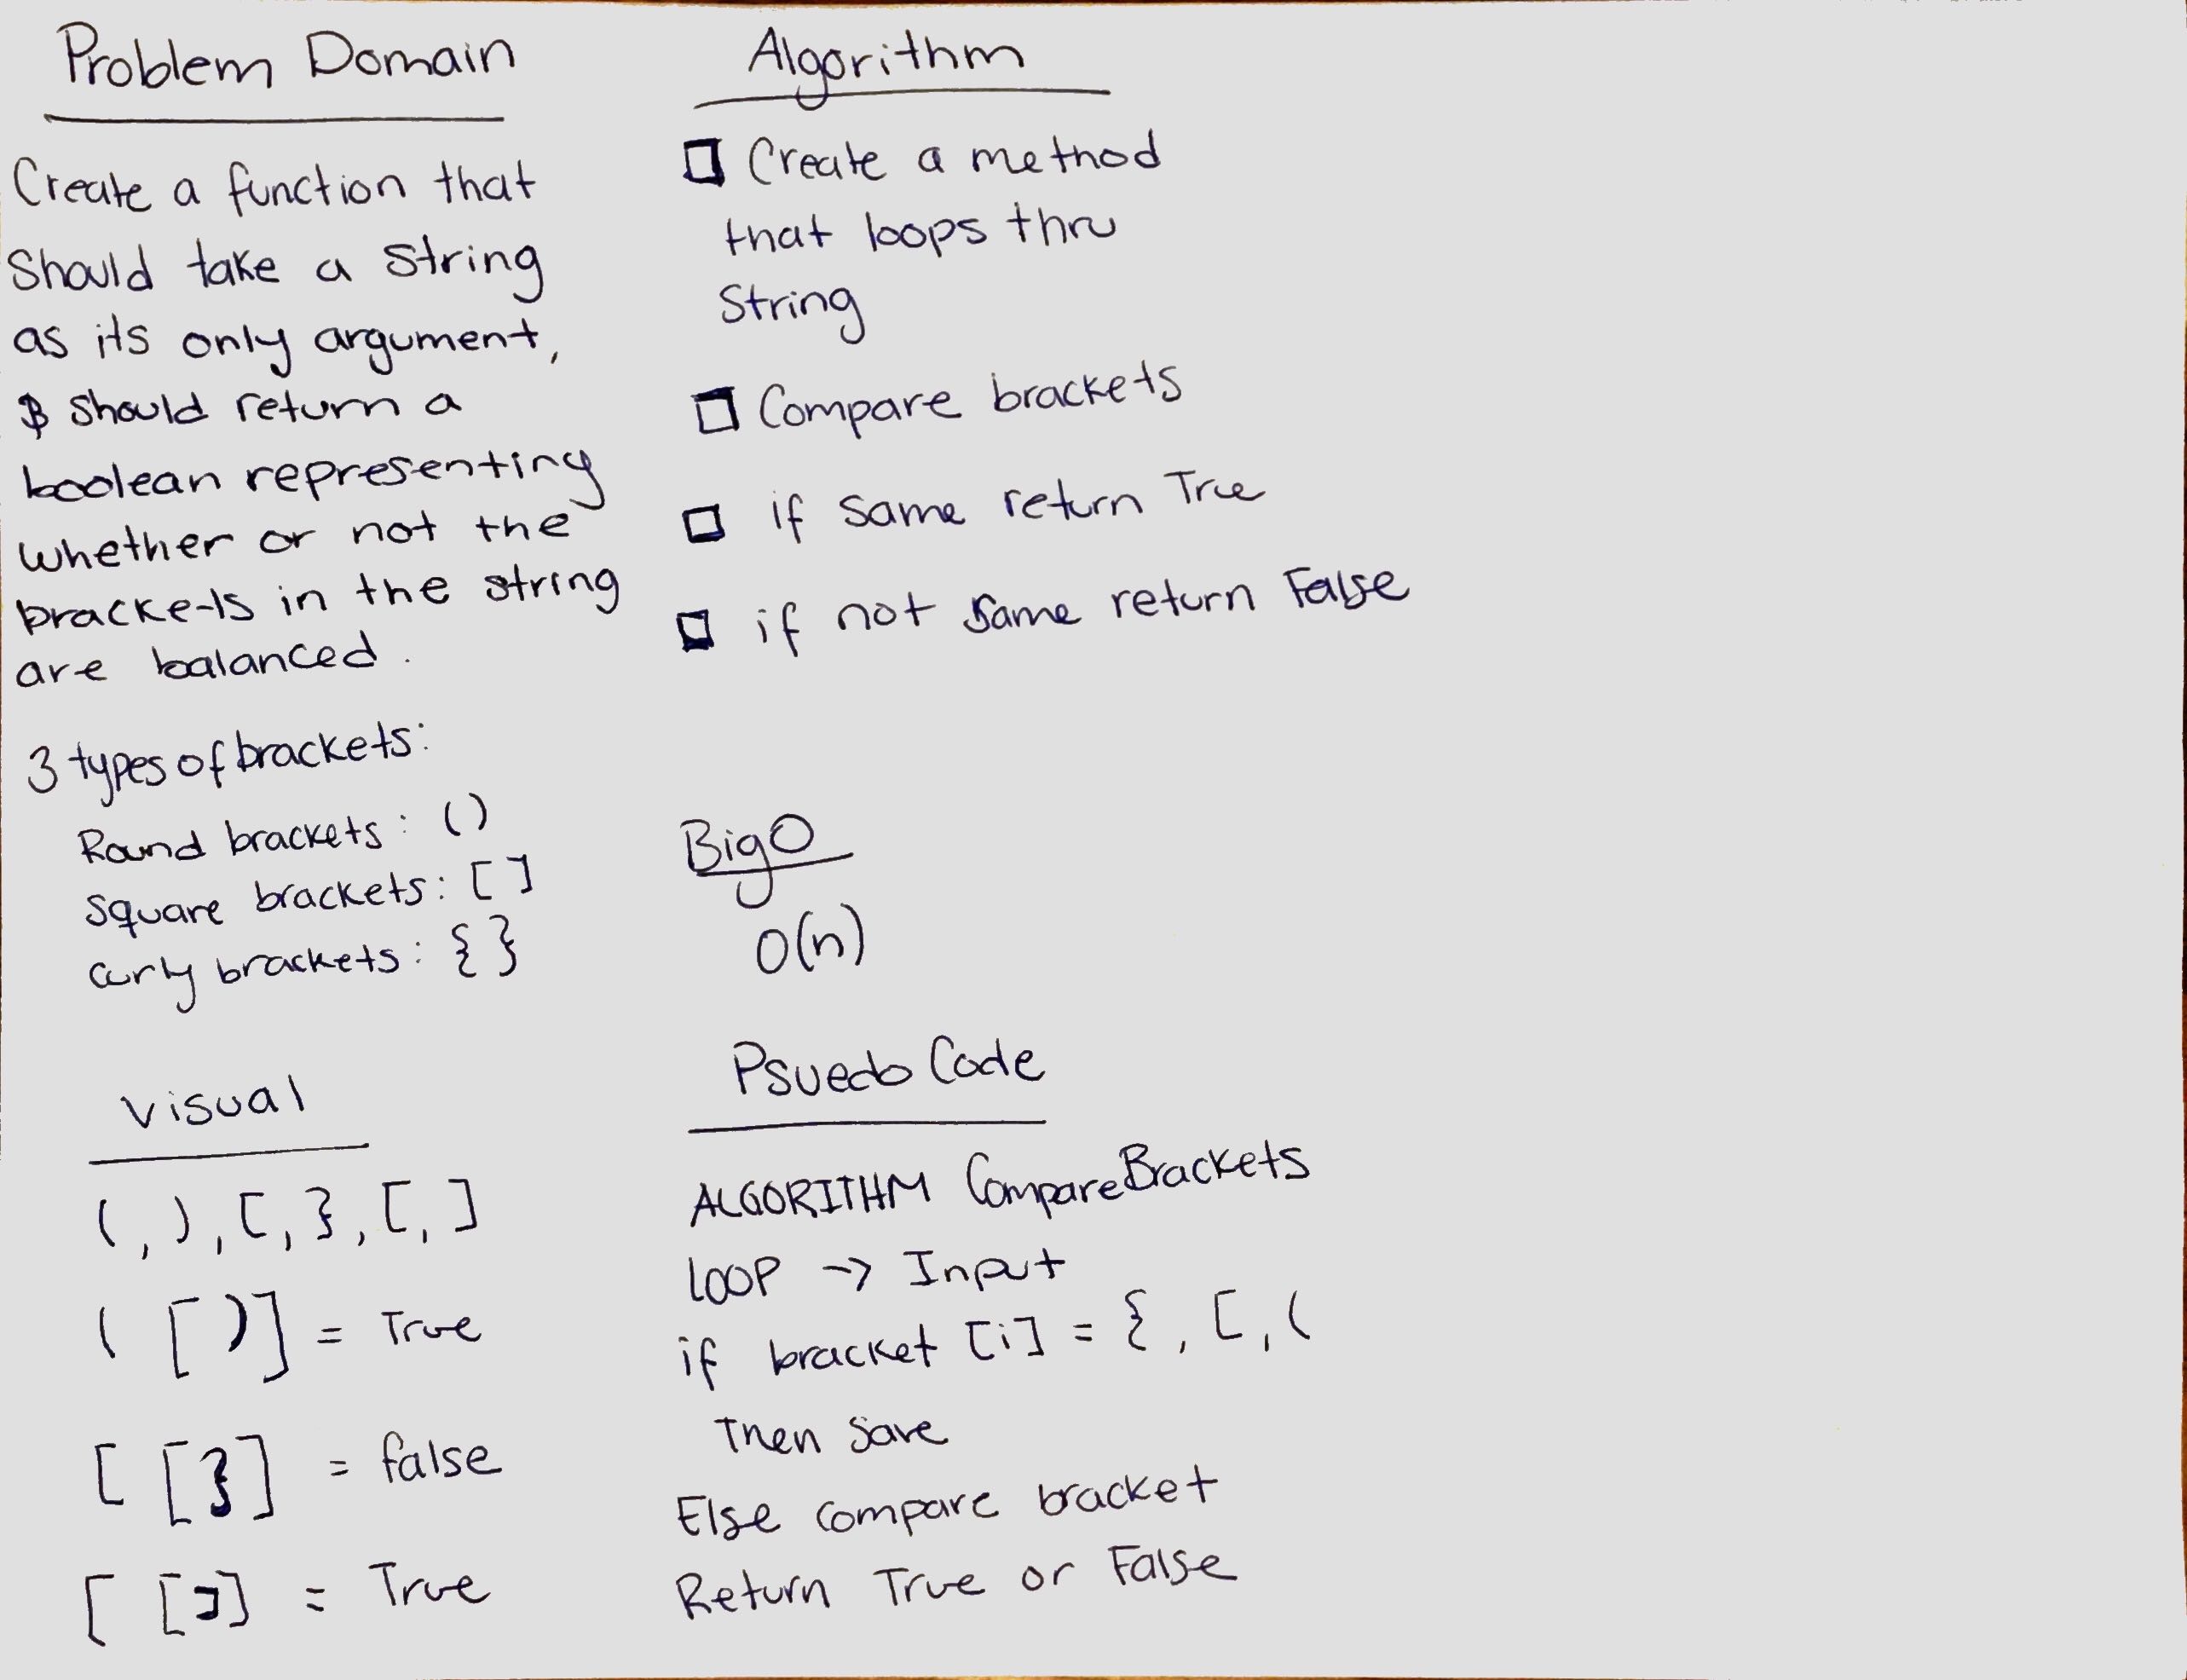 Problem Domain
Create a function that
Should take a string
as its only argument,
& should return a
boolean representing
whether or not the
brackets in the string
are balanced.
3 types of brackets:
Round brackets: ()
Square brackets: []
curly brackets: {}
Visual
(,),[,},[,]
([)] = True
[[}] = false
[[]] = True
Algorithm
Create a method
that loops thru
String
Compare brackets
if same return True
if not same return False
Big O
O(n)
Psuedo Code
ALGORITHM CompareBrackets
LOOP -> Input
if bracket [i] = {, [, (
Then save
Else compare bracket
Return True or False